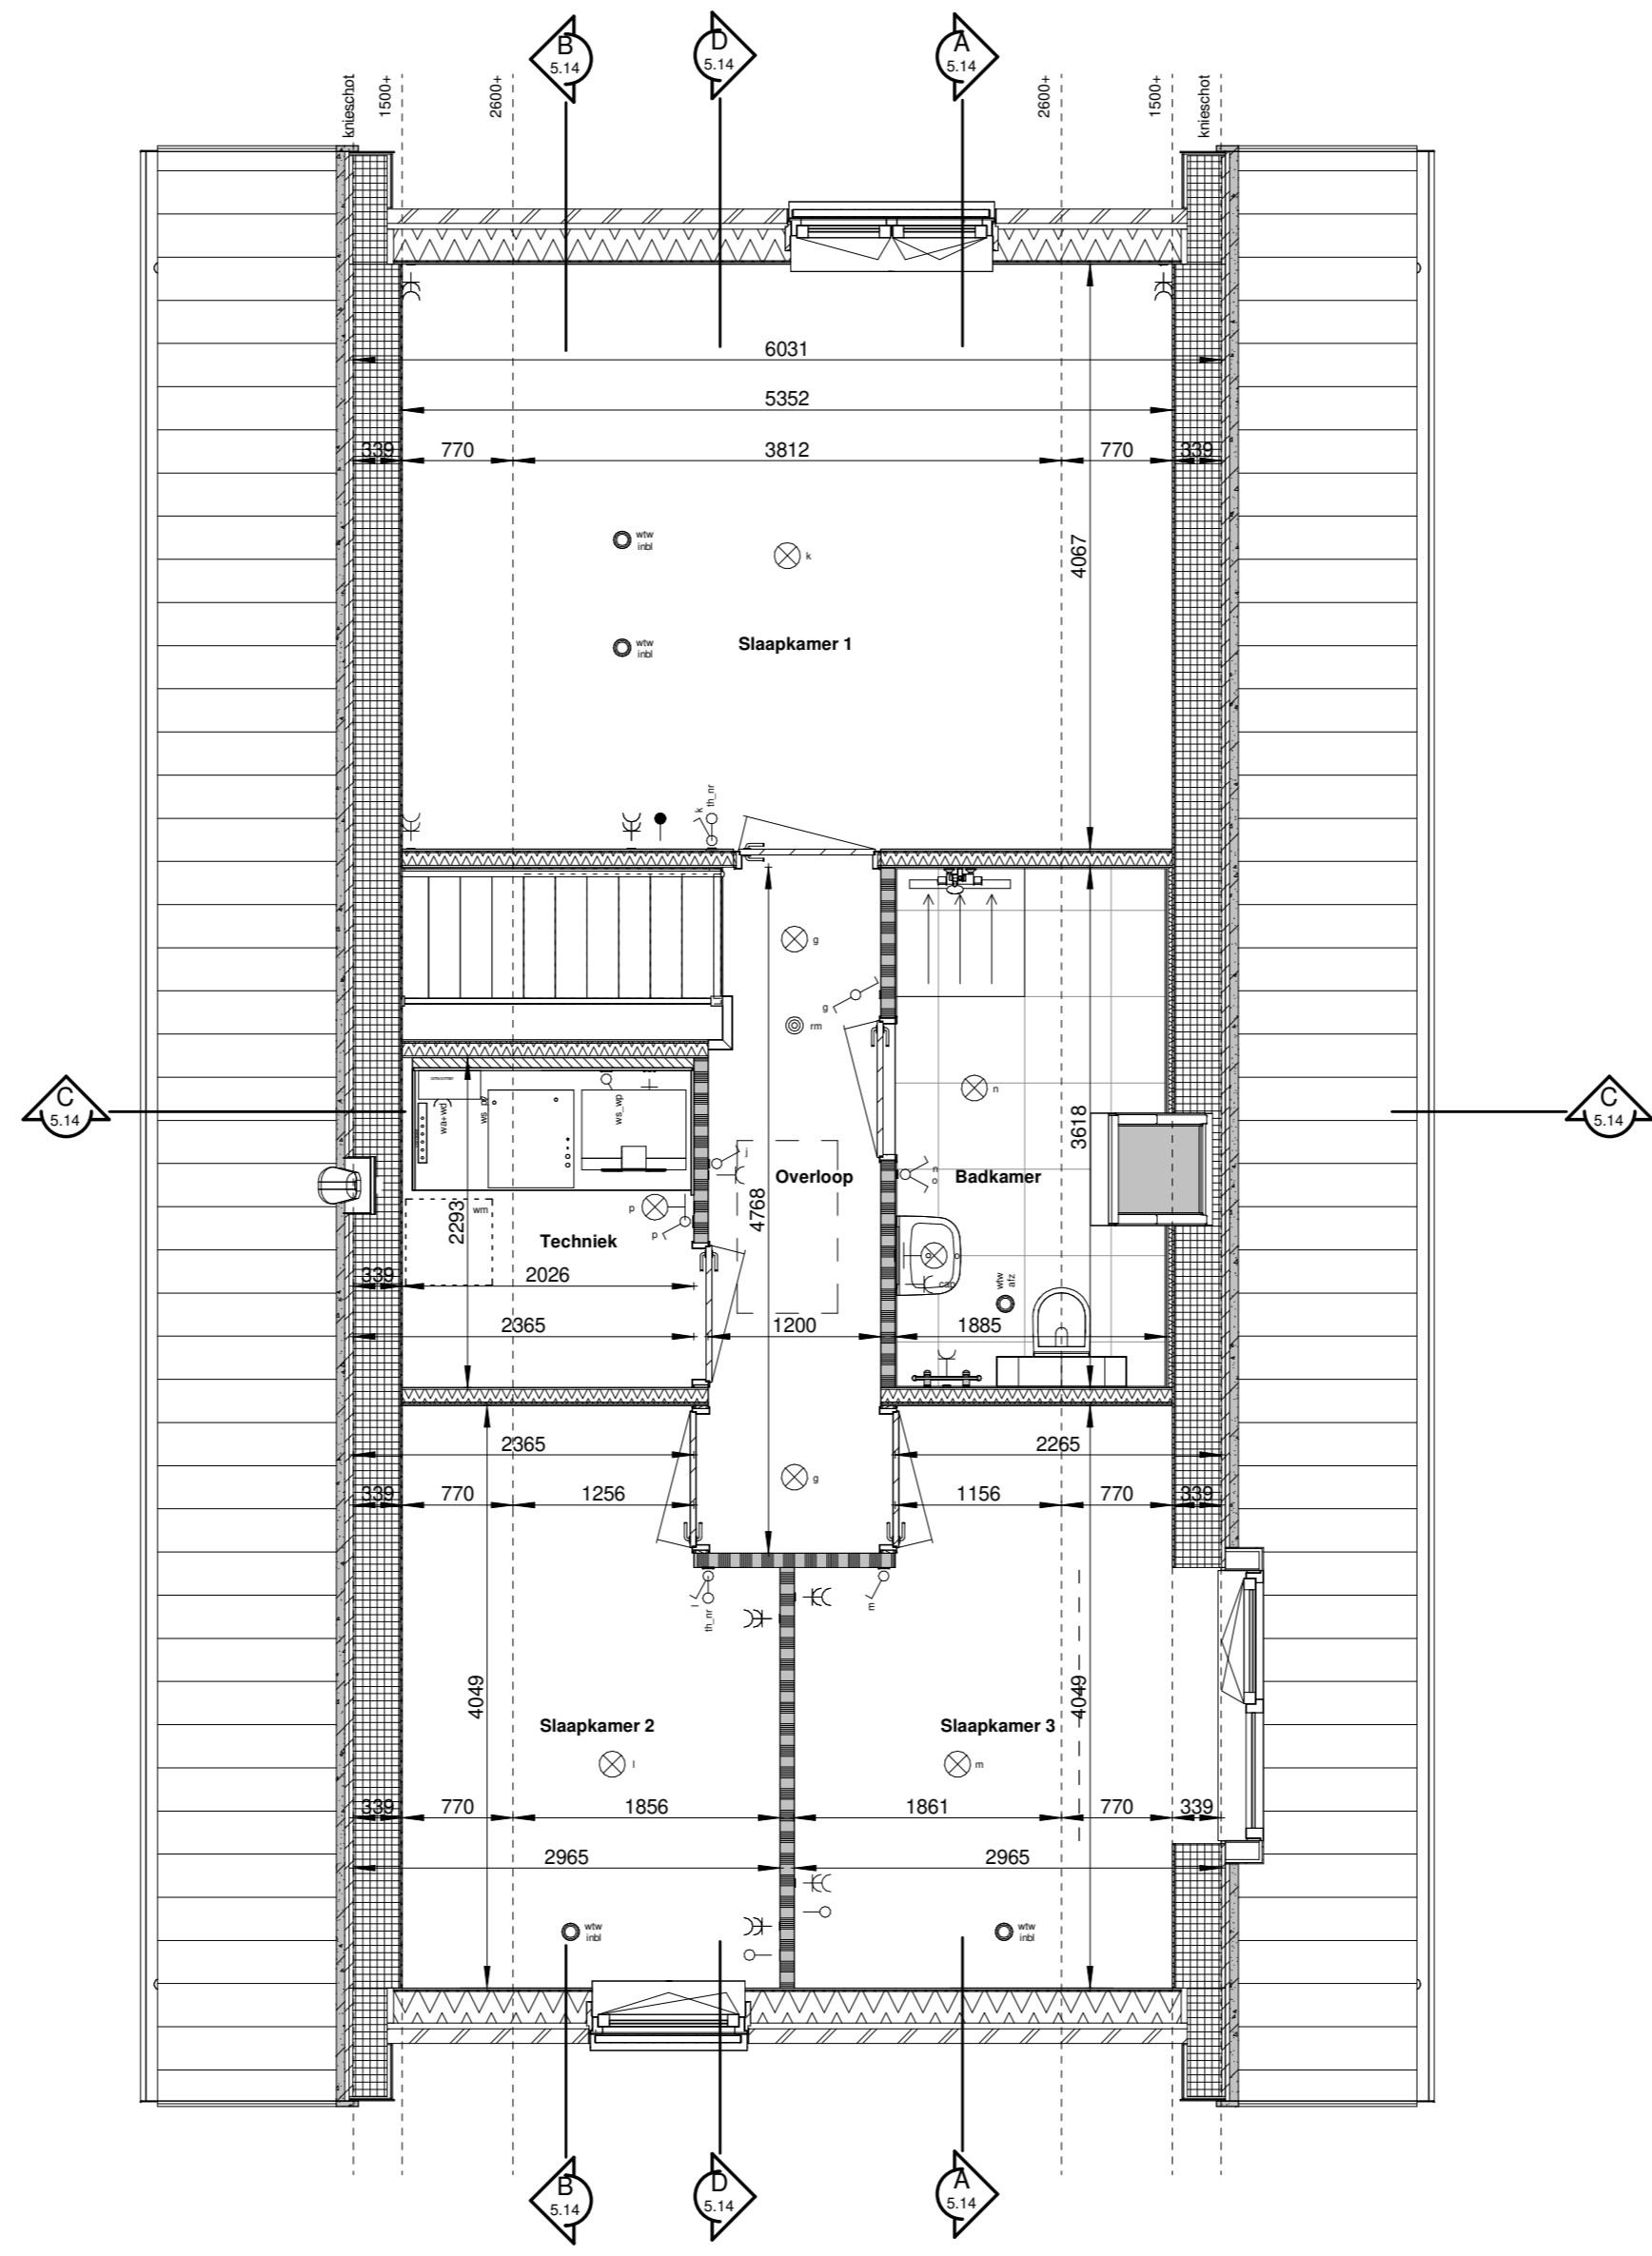 B
5.14
D
5.14
A
5.14
knieschot
1500+
2600+
2600+
1500+
knieschot
6031
5352
339
770
3812
770
339
4067
wtw
inbl
k
wtw
inbl
Slaapkamer 1
k
th_nr
g
g
rm
C
5.14
C
5.14
wa+wd
ws_wp
n
3618
j
n
o
Overloop
Badkamer
4768
2293
wm
p
p
Techniek
o
o
wtw
afz
339
2026
2365
1200
1885
2365
2265
g
339
770
1256
1156
770
339
l
th_nr
m
4049
4049
Slaapkamer 2
Slaapkamer 3
l
m
339
770
1856
1861
770
339
2965
2965
wtw
inbl
wtw
inbl
B
5.14
D
5.14
A
5.14